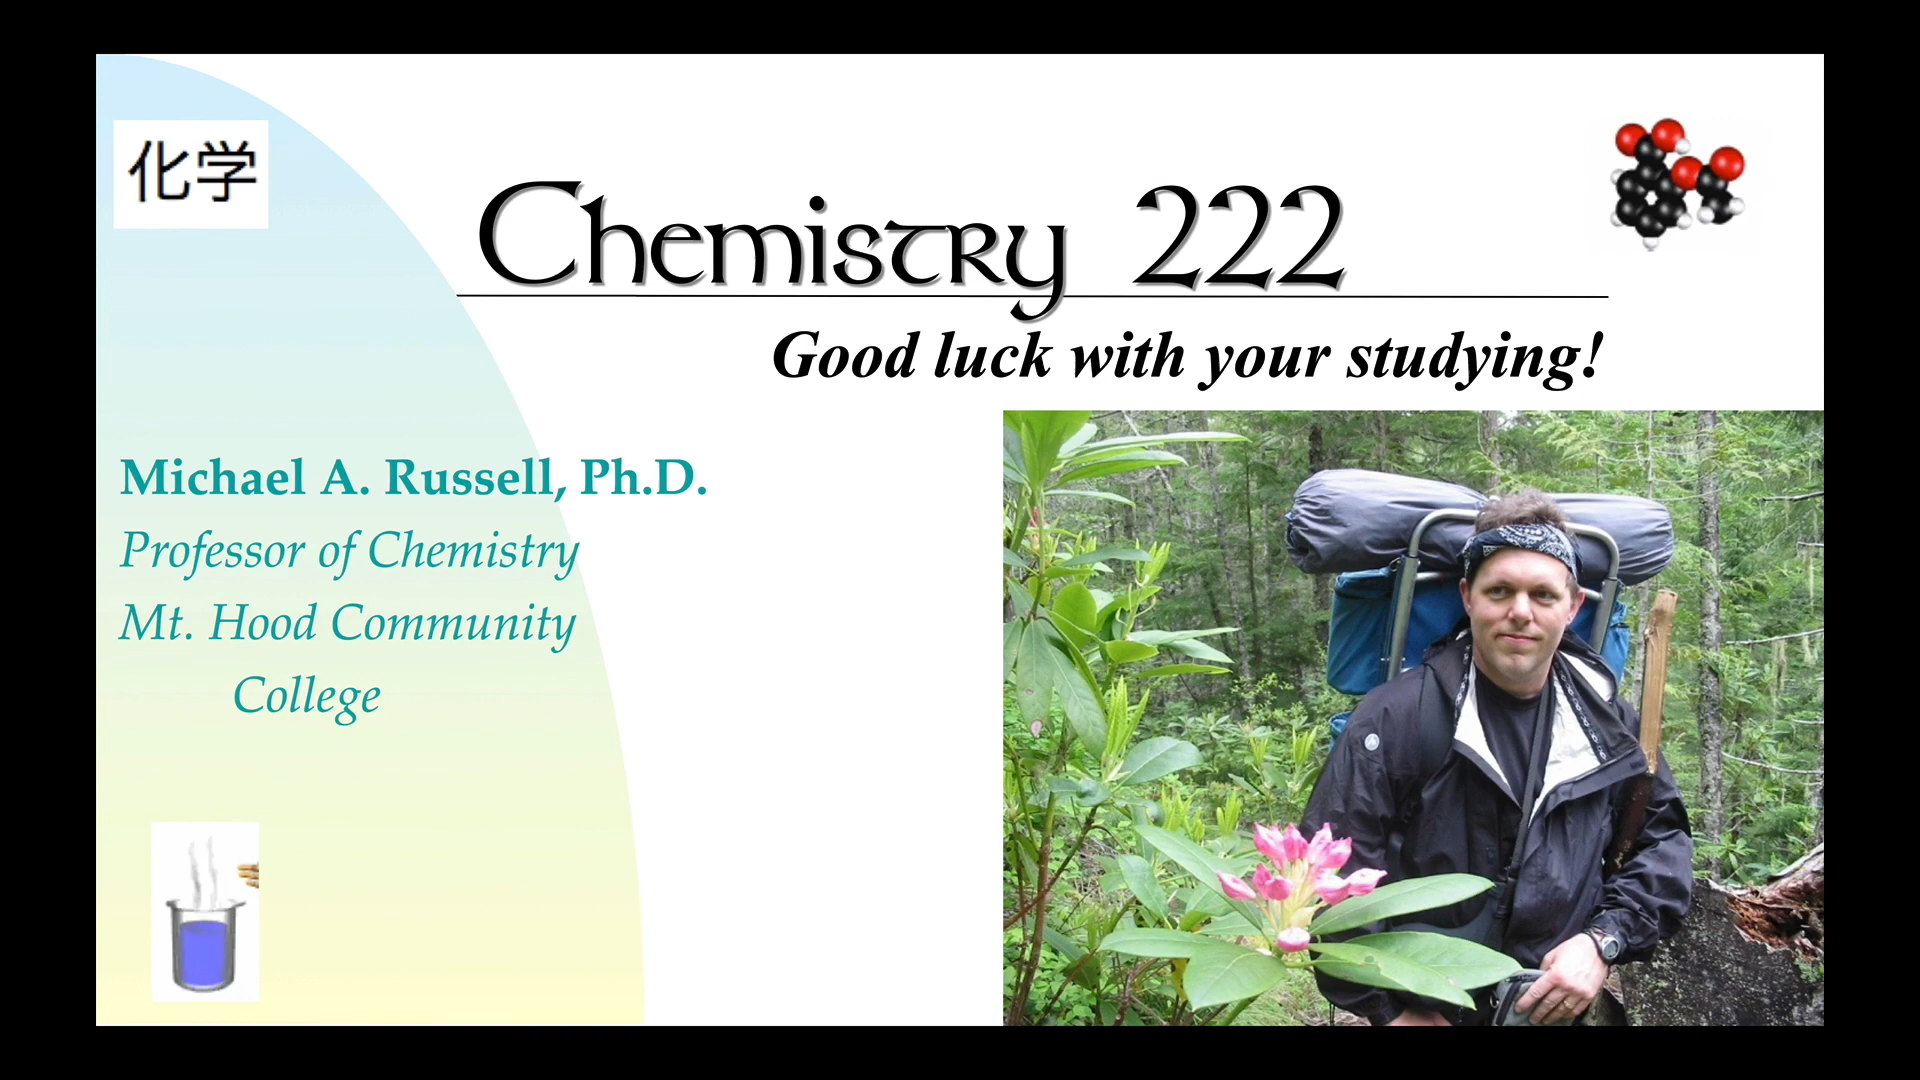 化学
Chemistry 222
Good luck with your studying!
Michael A. Russell, Ph.D.
Professor of Chemistry
Mt. Hood Community
College